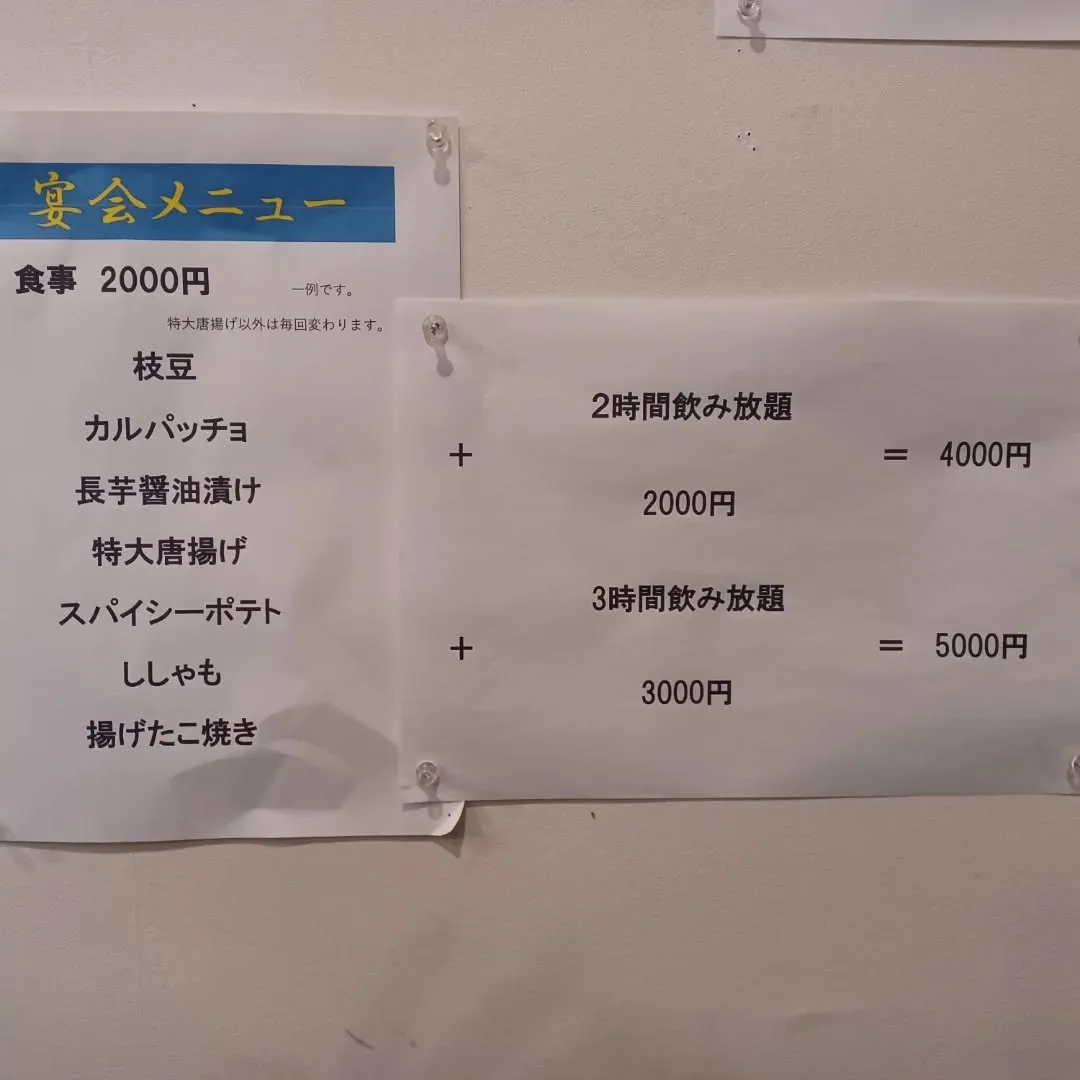 宴会メニュー
食事 2000円 一例です。
特大唐揚げ以外は毎回変わります。
枝豆
カルパッチョ
長芋醤油漬け
特大唐揚げ
スパイシーポテト
ししゃも
揚げたこ焼き
2時間飲み放題
＋ ＝ 4000円
2000円
3時間飲み放題
＋ ＝ 5000円
3000円